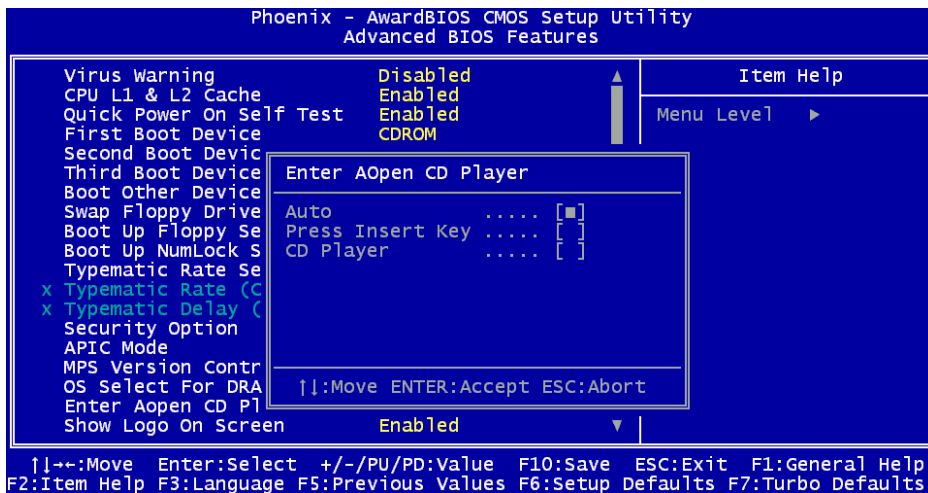 Phoenix - AwardBIOS CMOS Setup Utility
Advanced BIOS Features
Virus Warning Disabled
CPU L1 & L2 Cache Enabled
Quick Power On Self Test Enabled
First Boot Device CDROM
Second Boot Devic
Third Boot Device
Boot Other Device
Swap Floppy Drive
Boot Up Floppy Se
Boot Up NumLock S
Typematic Rate Se
x Typematic Rate (C
x Typematic Delay (
Security Option
APIC Mode
MPS Version Contr
OS Select For DRA
Enter Aopen CD Pl
Show Logo On Screen Enabled
Item Help
Menu Level ▶
Enter AOpen CD Player
Auto ..... [■]
Press Insert Key ..... [ ]
CD Player ..... [ ]
↑↓:Move ENTER:Accept ESC:Abort
↑↓→←:Move Enter:Select +/-/PU/PD:Value F10:Save ESC:Exit F1:General Help
F2:Item Help F3:Language F5:Previous Values F6:Setup Defaults F7:Turbo Defaults